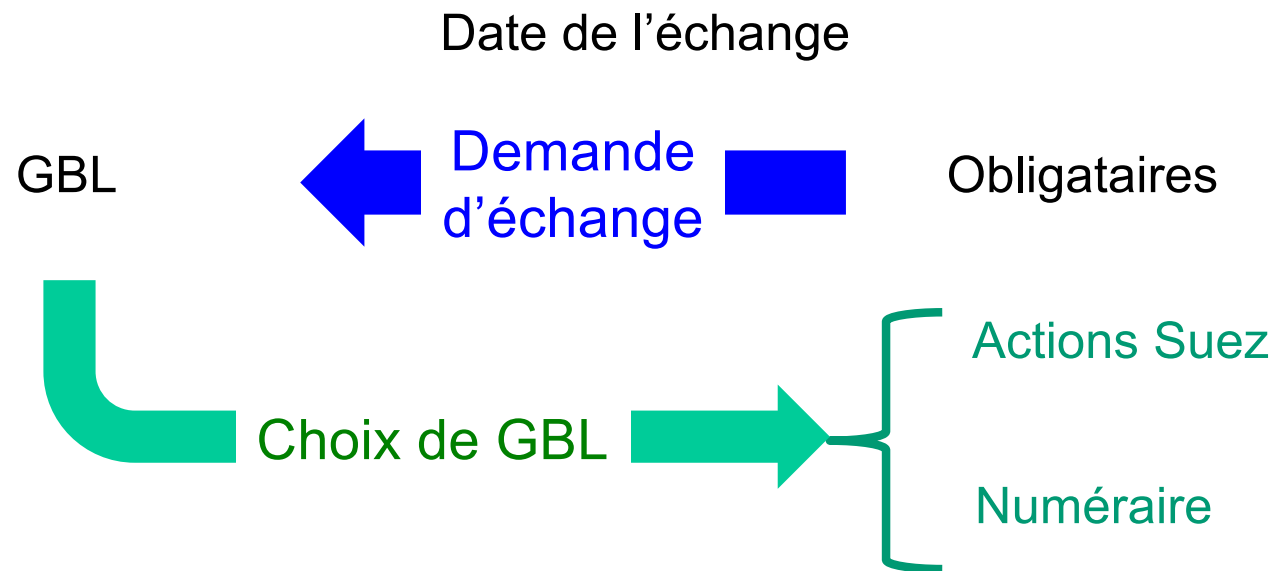 Date de l’échange
GBL
Demande
d’échange
Obligataires
Actions Suez
Choix de GBL
Numéraire